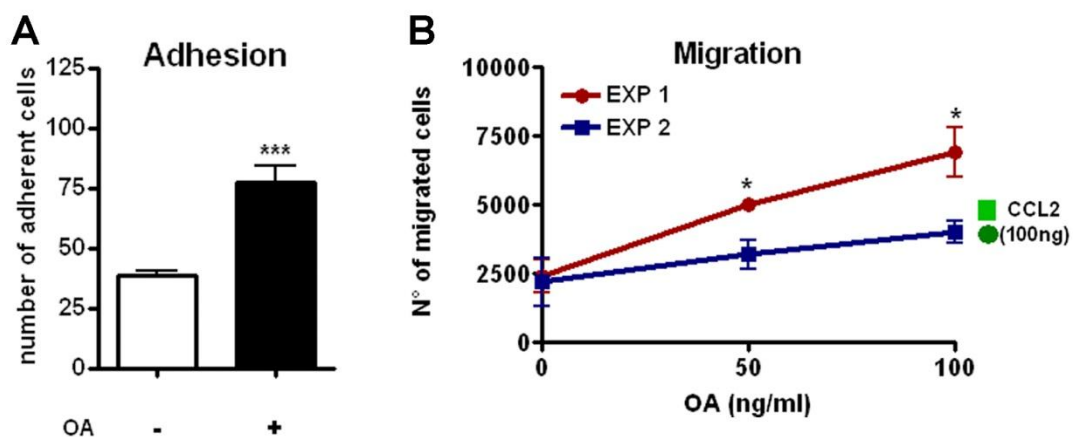 A
Adhesion
number of adherent cells
125
100
75
50
25
0
***
OA - +
B
Migration
N° of migrated cells
10000
7500
5000
2500
0
EXP 1
EXP 2
*
*
CCL2
(100ng)
0 50 100
OA (ng/ml)